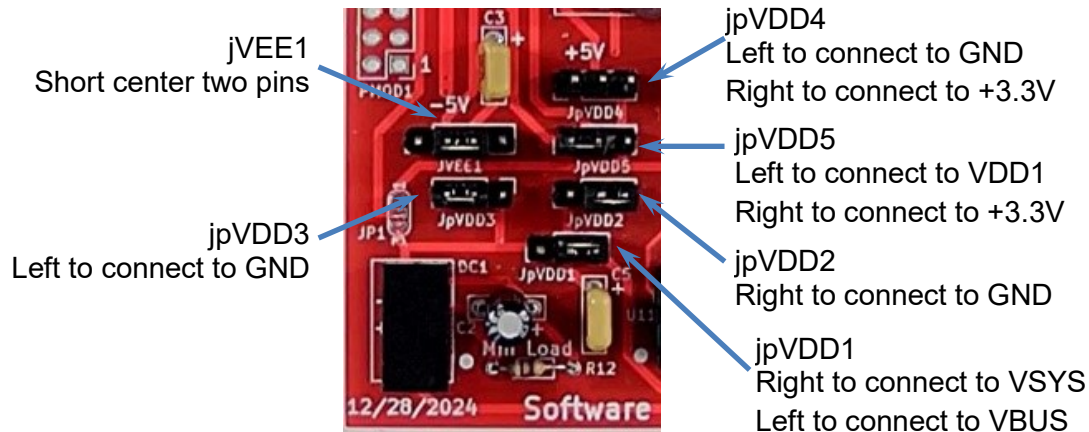 jVEE1
Short center two pins
jpVDD3
Left to connect to GND
C3
+
+5V
1
PMOD1
JpVDD4
-5V
JVEE1
JpVDD5
JP1
JpVDD3
JpVDD2
DC1
JpVDD1
C5
+
C2
+
U11
Min Load
R12
12/28/2024
Software
jpVDD4
Left to connect to GND
Right to connect to +3.3V
jpVDD5
Left to connect to VDD1
Right to connect to +3.3V
jpVDD2
Right to connect to GND
jpVDD1
Right to connect to VSYS
Left to connect to VBUS